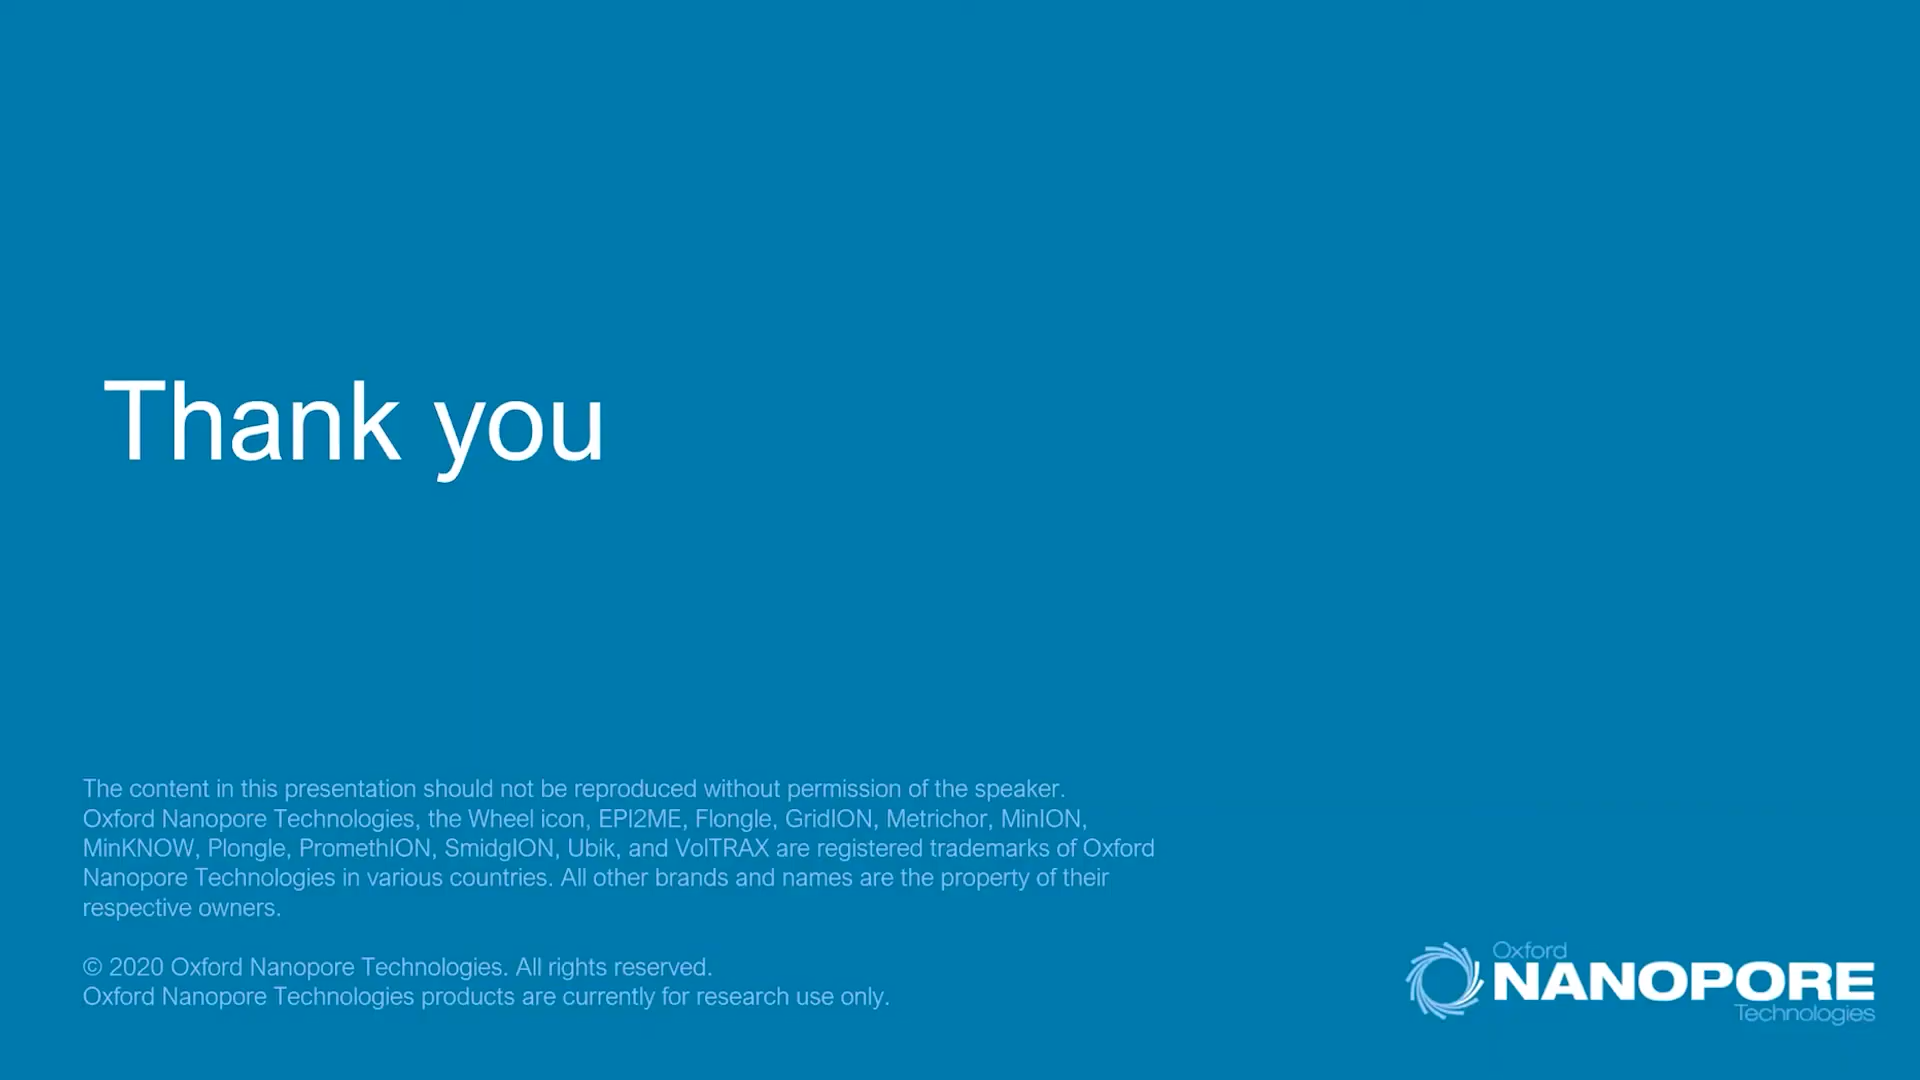 Thank you
The content in this presentation should not be reproduced without permission of the speaker.
Oxford Nanopore Technologies, the Wheel icon, EPI2ME, Flongle, GridION, Metrichor, MinION,
MinKNOW, Plongle, PromethION, SmidgION, Ubik, and VolTRAX are registered trademarks of Oxford
Nanopore Technologies in various countries. All other brands and names are the property of their
respective owners.
© 2020 Oxford Nanopore Technologies. All rights reserved.
Oxford Nanopore Technologies products are currently for research use only.
Oxford
NANOPORE
Technologies